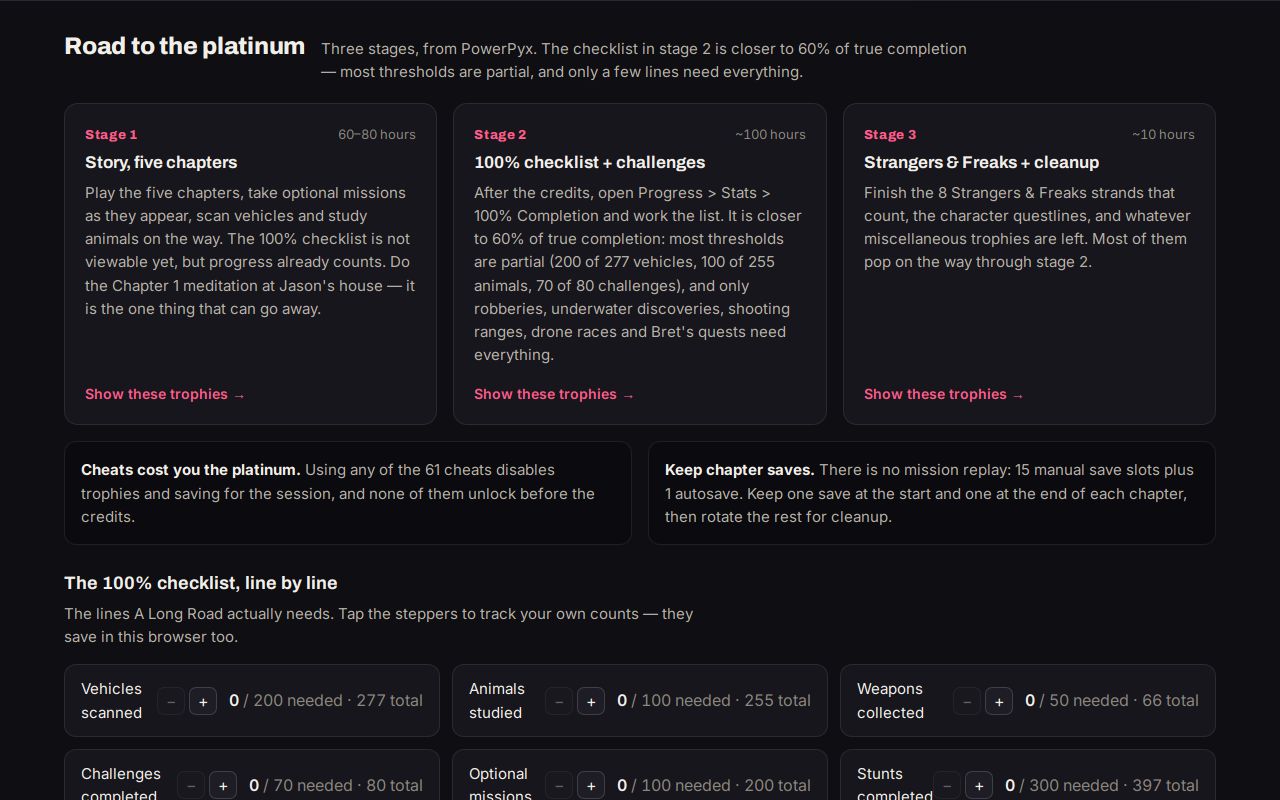 Road to the platinum
Three stages, from PowerPyx. The checklist in stage 2 is closer to 60% of true completion
— most thresholds are partial, and only a few lines need everything.
Stage 1
60–80 hours
Story, five chapters
Play the five chapters, take optional missions
as they appear, scan vehicles and study
animals on the way. The 100% checklist is not
viewable yet, but progress already counts. Do
the Chapter 1 meditation at Jason's house — it
is the one thing that can go away.
Show these trophies →
Stage 2
~100 hours
100% checklist + challenges
After the credits, open Progress > Stats >
100% Completion and work the list. It is closer
to 60% of true completion: most thresholds
are partial (200 of 277 vehicles, 100 of 255
animals, 70 of 80 challenges), and only
robberies, underwater discoveries, shooting
ranges, drone races and Bret's quests need
everything.
Show these trophies →
Stage 3
~10 hours
Strangers & Freaks + cleanup
Finish the 8 Strangers & Freaks strands that
count, the character questlines, and whatever
miscellaneous trophies are left. Most of them
pop on the way through stage 2.
Show these trophies →
Cheats cost you the platinum. Using any of the 61 cheats disables
trophies and saving for the session, and none of them unlock before the
credits.
Keep chapter saves. There is no mission replay: 15 manual save slots plus
1 autosave. Keep one save at the start and one at the end of each chapter,
then rotate the rest for cleanup.
The 100% checklist, line by line
The lines A Long Road actually needs. Tap the steppers to track your own counts — they
save in this browser too.
Vehicles
scanned
− + 0 / 200 needed · 277 total
Animals
studied
− + 0 / 100 needed · 255 total
Weapons
collected
− + 0 / 50 needed · 66 total
Challenges
completed
− + 0 / 70 needed · 80 total
Optional
missions
− + 0 / 100 needed · 200 total
Stunts
completed
− + 0 / 300 needed · 397 total